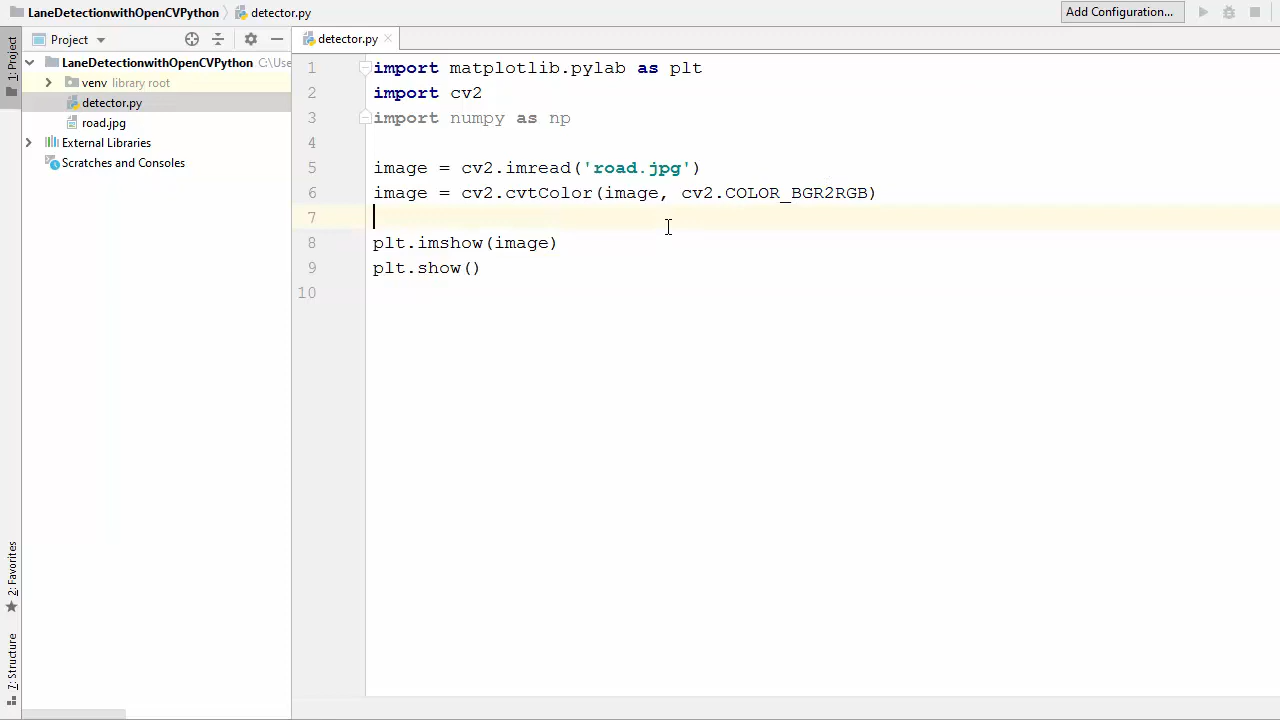 LaneDetectionwithOpenCVPython detector.py
Add Configuration...
1: Project
Project
detector.py
LaneDetectionwithOpenCVPython C:\Use
venv library root
detector.py
road.jpg
External Libraries
Scratches and Consoles
1 import matplotlib.pylab as plt
2 import cv2
3 import numpy as np
4
5 image = cv2.imread('road.jpg')
6 image = cv2.cvtColor(image, cv2.COLOR_BGR2RGB)
7
8 plt.imshow(image)
9 plt.show()
10
2: Favorites
7: Structure